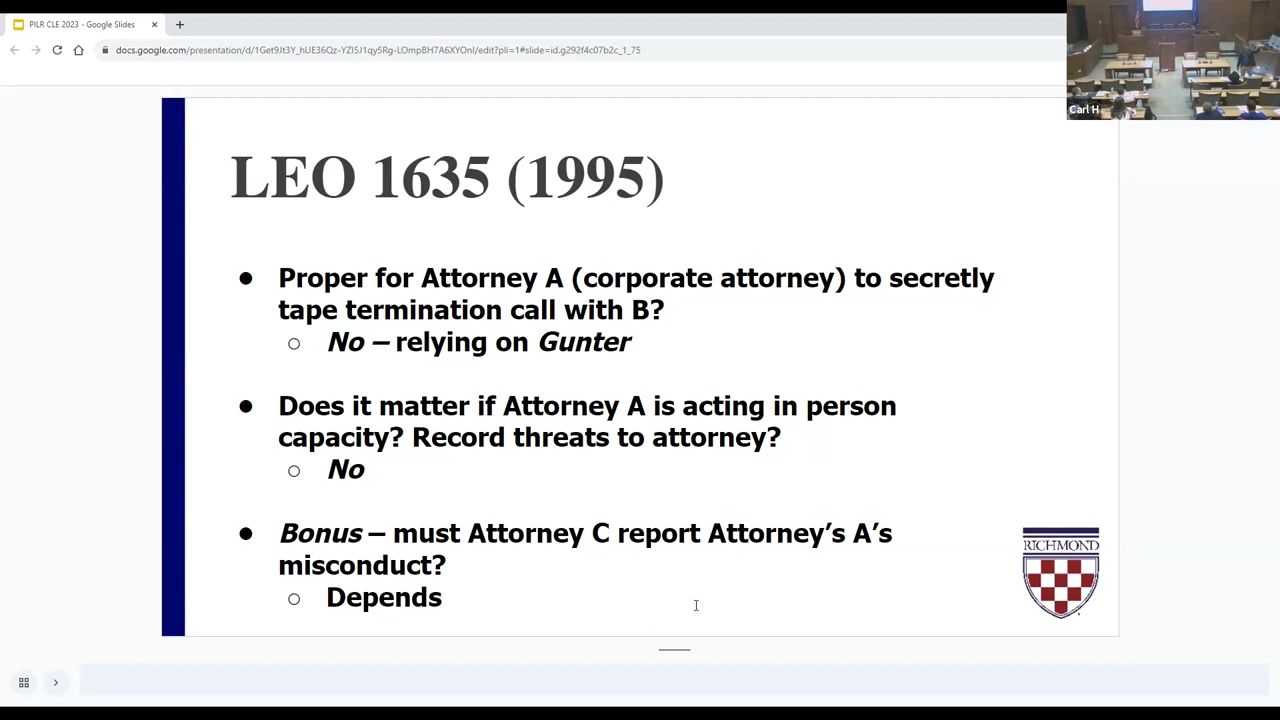 PILR CLE 2023 - Google Slides
docs.google.com/presentation/d/1Get9Jt3Y_hUE36Qz-YZl5J1qy5Rg-LOmpBH7A6XYOnI/edit?pli=1#slide=id.g292f4c07b2c_1_75
Carl H
LEO 1635 (1995)
● Proper for Attorney A (corporate attorney) to secretly
tape termination call with B?
○ No – relying on Gunter
● Does it matter if Attorney A is acting in person
capacity? Record threats to attorney?
○ No
● Bonus – must Attorney C report Attorney’s A’s
misconduct?
○ Depends
RICHMOND